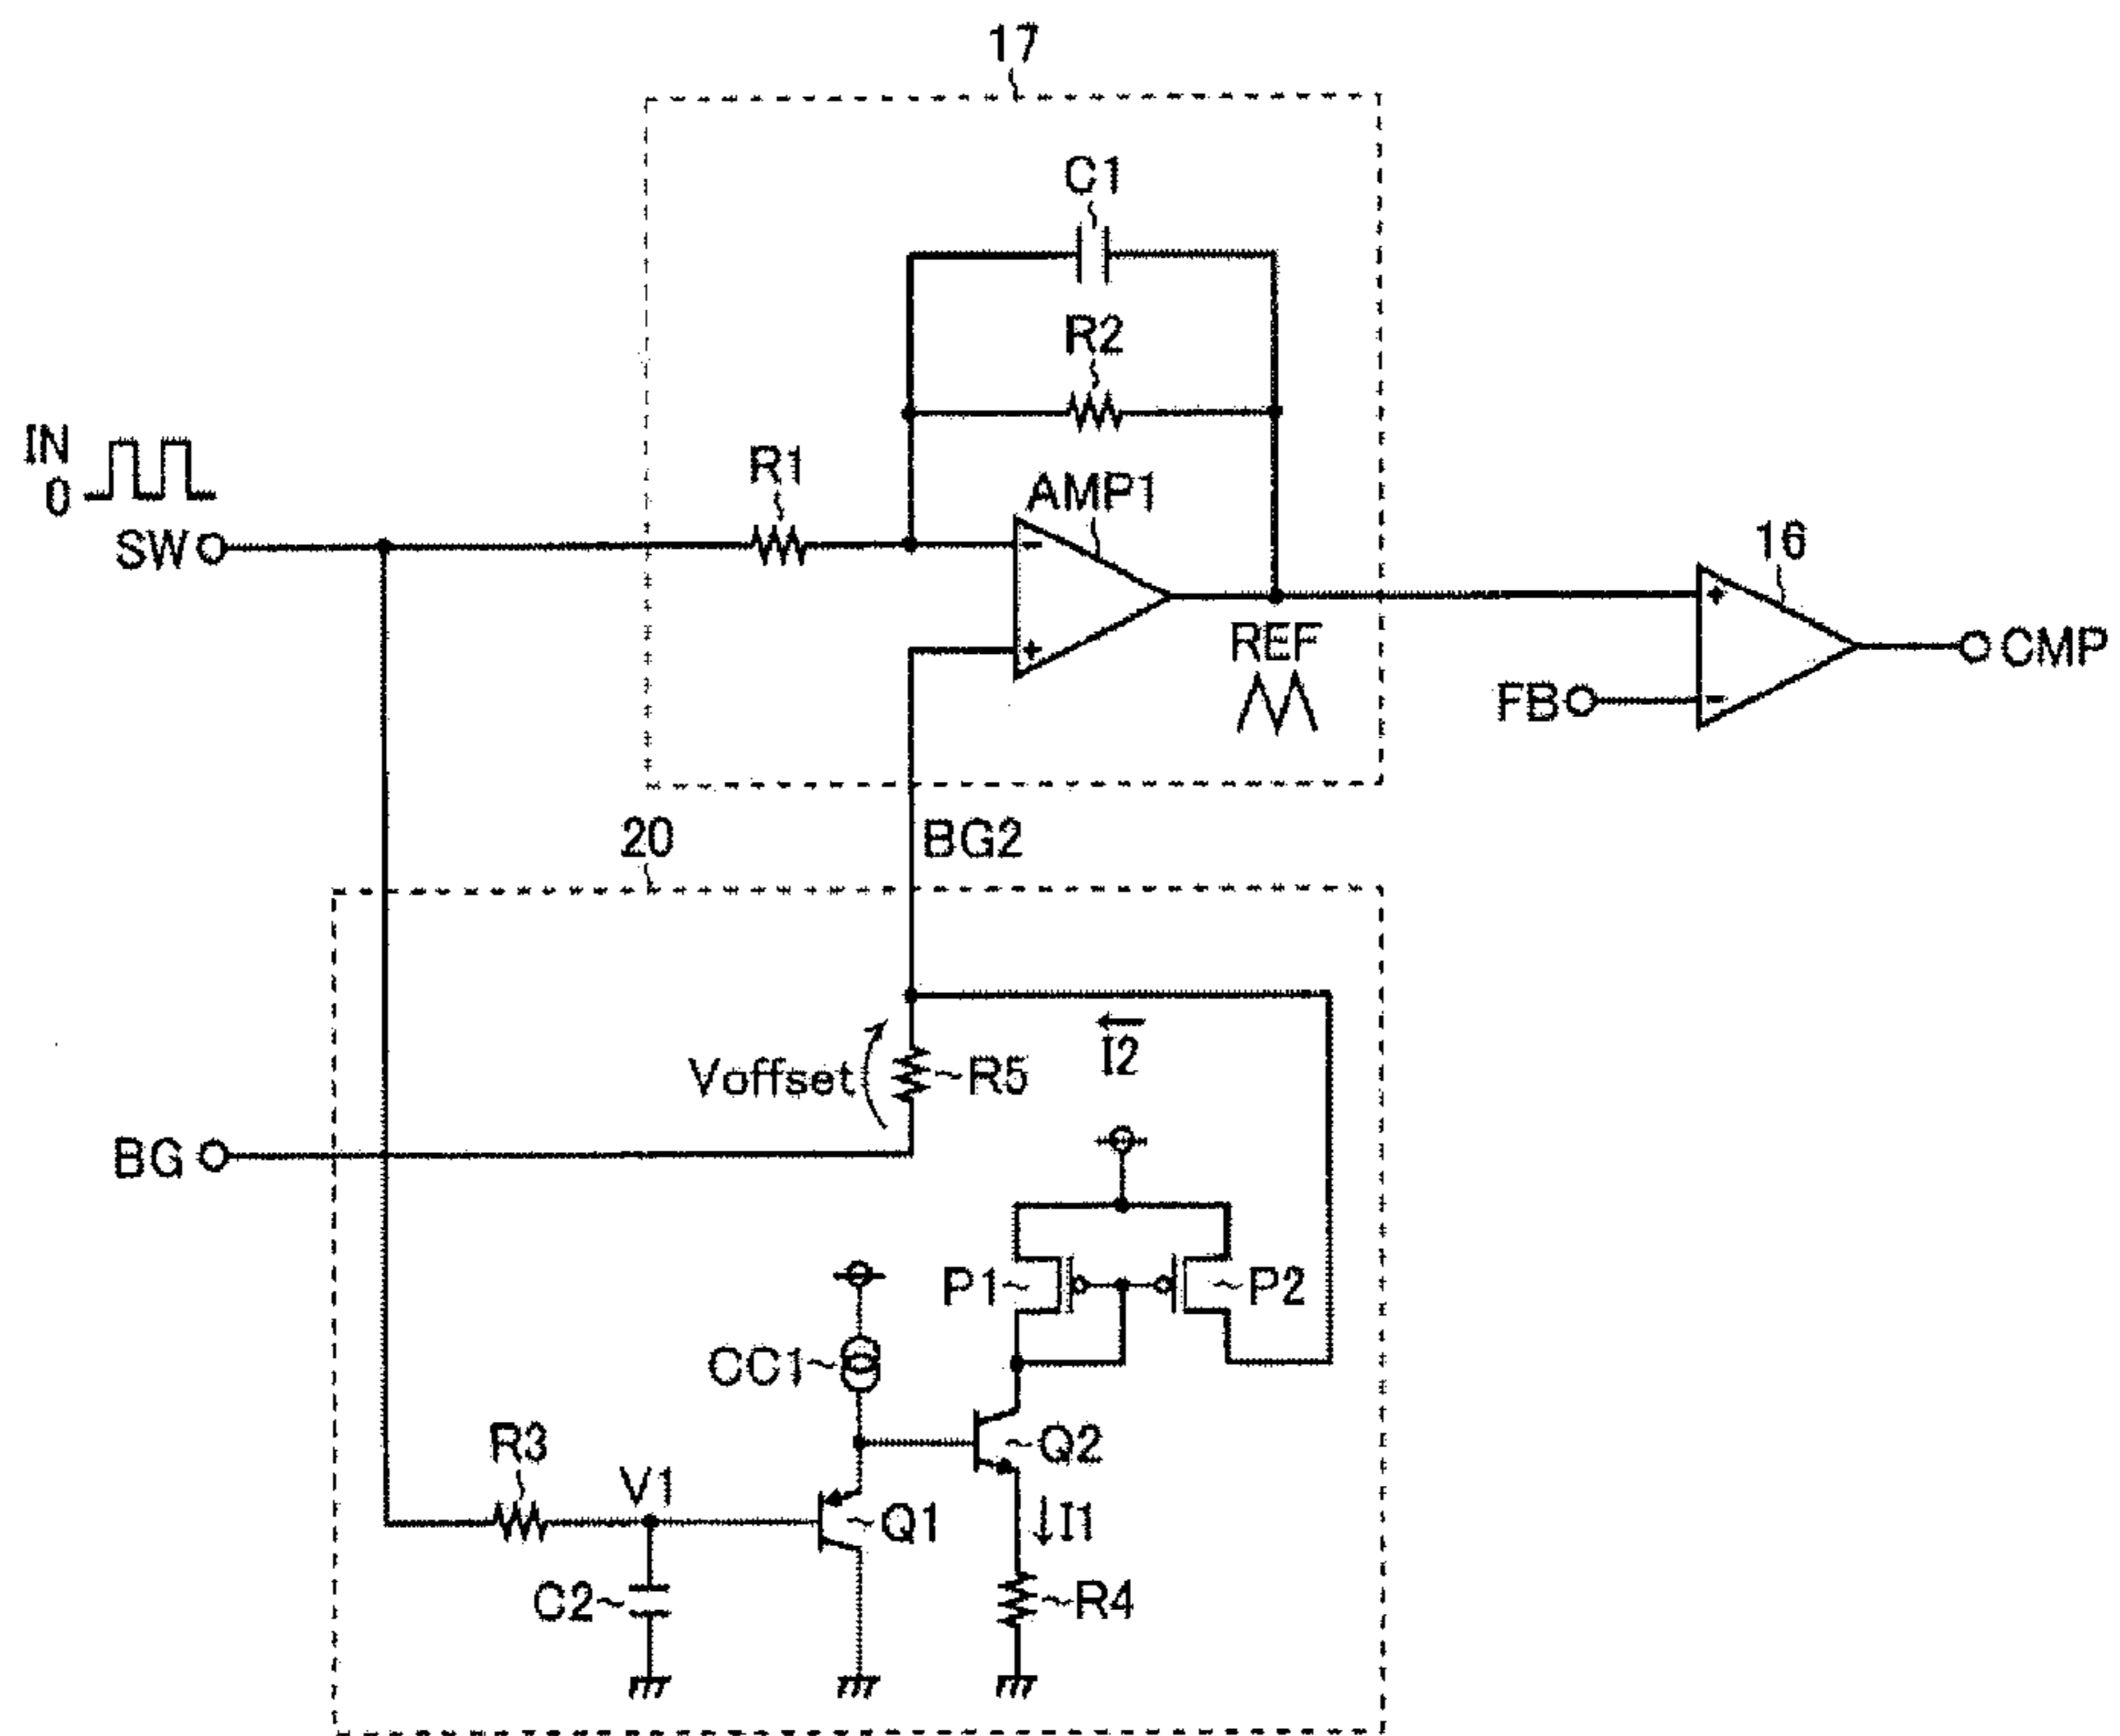 17
C1
R2
IN
0
R1
AMP1
SW
16
+
-
REF
CMP
FB
20
BG2
I2
Voffset
R5
BG
P1
P2
CC1
R3
V1
Q2
Q1
I1
C2
R4